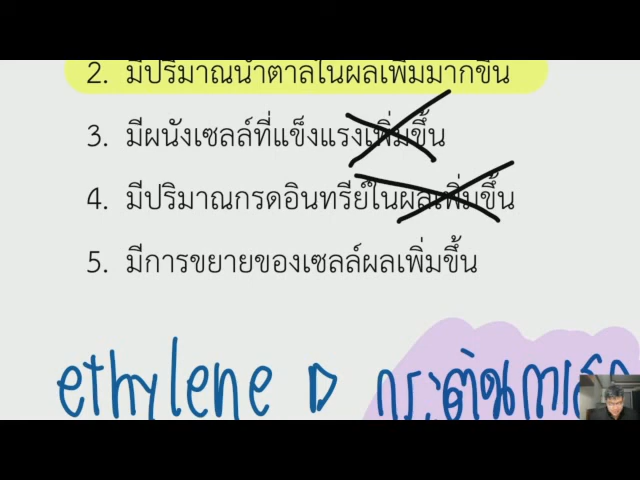 2. มีปริมาณน้ำตาลในผลเพิ่มมากขึ้น
3. มีผนังเซลล์ที่แข็งแรงเพิ่มขึ้น
4. มีปริมาณกรดอินทรีย์ในผลเพิ่มขึ้น
5. มีการขยายของเซลล์ผลเพิ่มขึ้น
ethylene กระตุ้น